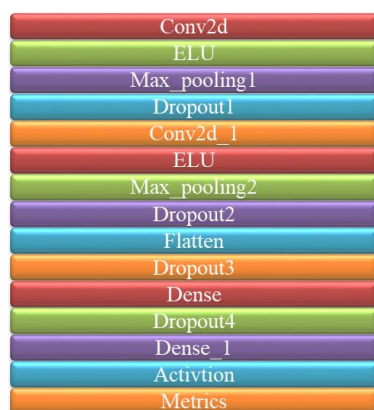 Conv2d
ELU
Max_pooling1
Dropout1
Conv2d_1
ELU
Max_pooling2
Dropout2
Flatten
Dropout3
Dense
Dropout4
Dense_1
Activtion
Metrics